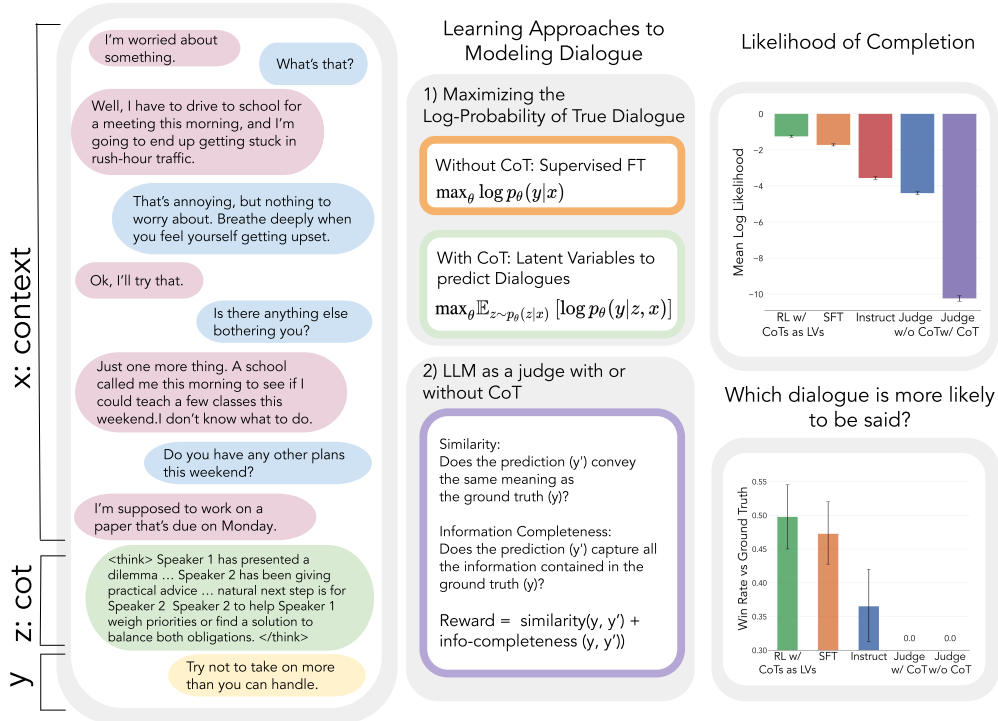 x: context
z: cot
y
I'm worried about
something.
What's that?
Well, I have to drive to school for
a meeting this morning, and I'm
going to end up getting stuck in
rush-hour traffic.
That's annoying, but nothing to
worry about. Breathe deeply when
you feel yourself getting upset.
Ok, I'll try that.
Is there anything else
bothering you?
Just one more thing. A school
called me this morning to see if I
could teach a few classes this
weekend.I don't know what to do.
Do you have any other plans
this weekend?
I'm supposed to work on a
paper that's due on Monday.
<think> Speaker 1 has presented a
dilemma ... Speaker 2 has been giving
practical advice ... natural next step is for
Speaker 2  Speaker 2 to help Speaker 1
weigh priorities or find a solution to
balance both obligations. </think>
Try not to take on more
than you can handle.
Learning Approaches to
Modeling Dialogue
1) Maximizing the
Log-Probability of True Dialogue
Without CoT: Supervised FT
max_θ log p_θ(y|x)
With CoT: Latent Variables to
predict Dialogues
max_θ 𝔼_{z∼p_θ(z|x)} [log p_θ(y|z, x)]
2) LLM as a judge with or
without CoT
Similarity:
Does the prediction (y') convey
the same meaning as
the ground truth (y)?
Information Completeness:
Does the prediction (y') capture all
the information contained in the
ground truth (y)?
Reward =  similarity(y, y') +
info-completeness (y, y'))
Likelihood of Completion
Mean Log Likelihood
0
−2
−4
−6
−8
−10
RL w/
CoTs as LVs
SFT
Instruct
Judge
w/o CoT
Judge
w/ CoT
Which dialogue is more likely
to be said?
Win Rate vs Ground Truth
0.55
0.50
0.45
0.40
0.35
0.30
0.0
0.0
RL w/
CoTs as LVs
SFT
Instruct
Judge
w/ CoT
Judge
w/o CoT